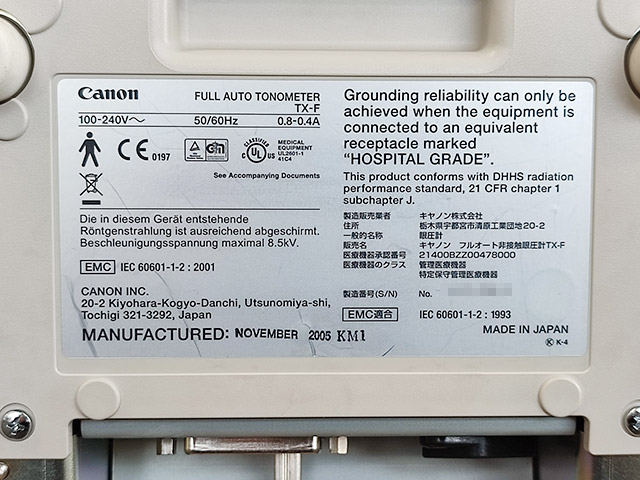 Canon
FULL AUTO TONOMETER
TX-F
100-240V～ 50/60Hz 0.8-0.4A
CE 0197
CLASSIFIED
UL
C US
MEDICAL
EQUIPMENT
UL2601-1
41C4
See Accompanying Documents
Die in diesem Gerät entstehende
Röntgenstrahlung ist ausreichend abgeschirmt.
Beschleunigungsspannung maximal 8.5kV.
EMC IEC 60601-1-2 : 2001
CANON INC.
20-2 Kiyohara-Kogyo-Danchi, Utsunomiya-shi,
Tochigi 321-3292, Japan
MANUFACTURED: NOVEMBER 2005 KM1
Grounding reliability can only be
achieved when the equipment is
connected to an equivalent
receptacle marked
“HOSPITAL GRADE”.
This product conforms with DHHS radiation
performance standard, 21 CFR chapter 1
subchapter J.
製造販売業者 キヤノン株式会社
住所 栃木県宇都宮市清原工業団地20-2
一般的名称 眼圧計
販売名 キヤノン フルオート非接触眼圧計TX-F
医療機器承認番号 21400BZZ00478000
医療機器のクラス 管理医療機器
特定保守管理医療機器
製造番号(S/N) No.
EMC適合 IEC 60601-1-2 : 1993
MADE IN JAPAN
K K-4